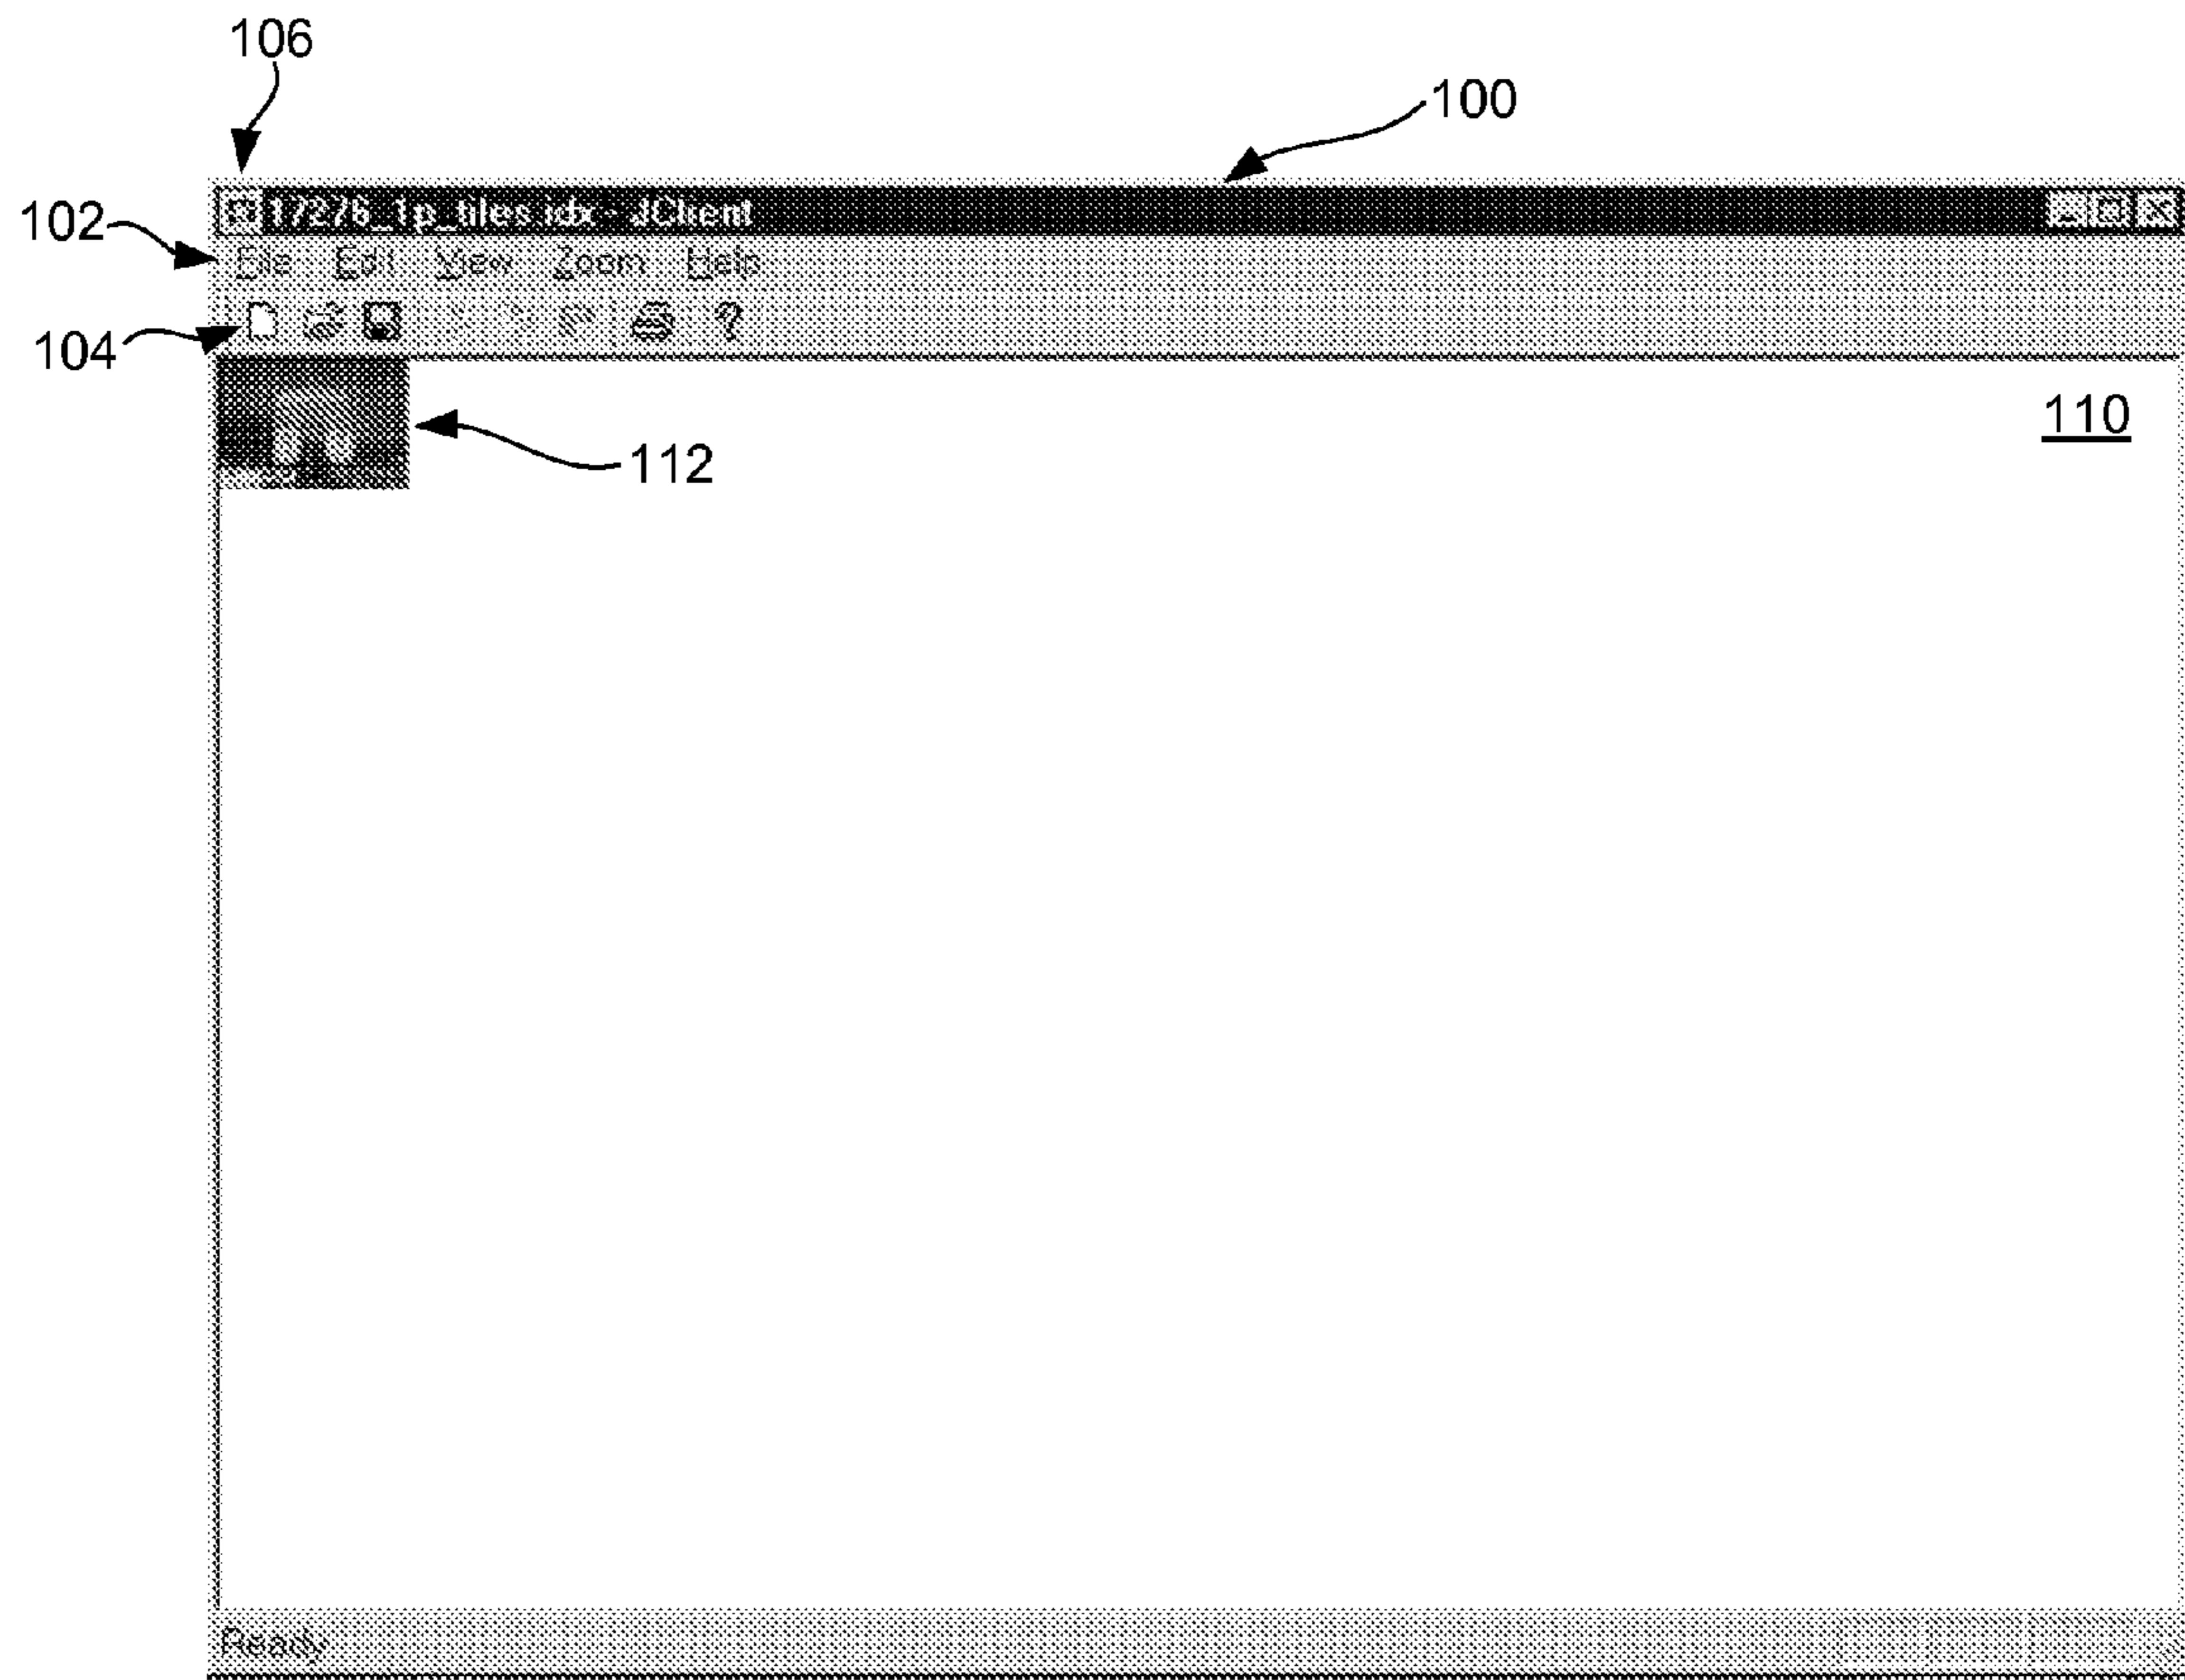 106
100
102
17276_1p_tiles.idx - JClient
File Edit View Zoom Help
104
110
112
Ready